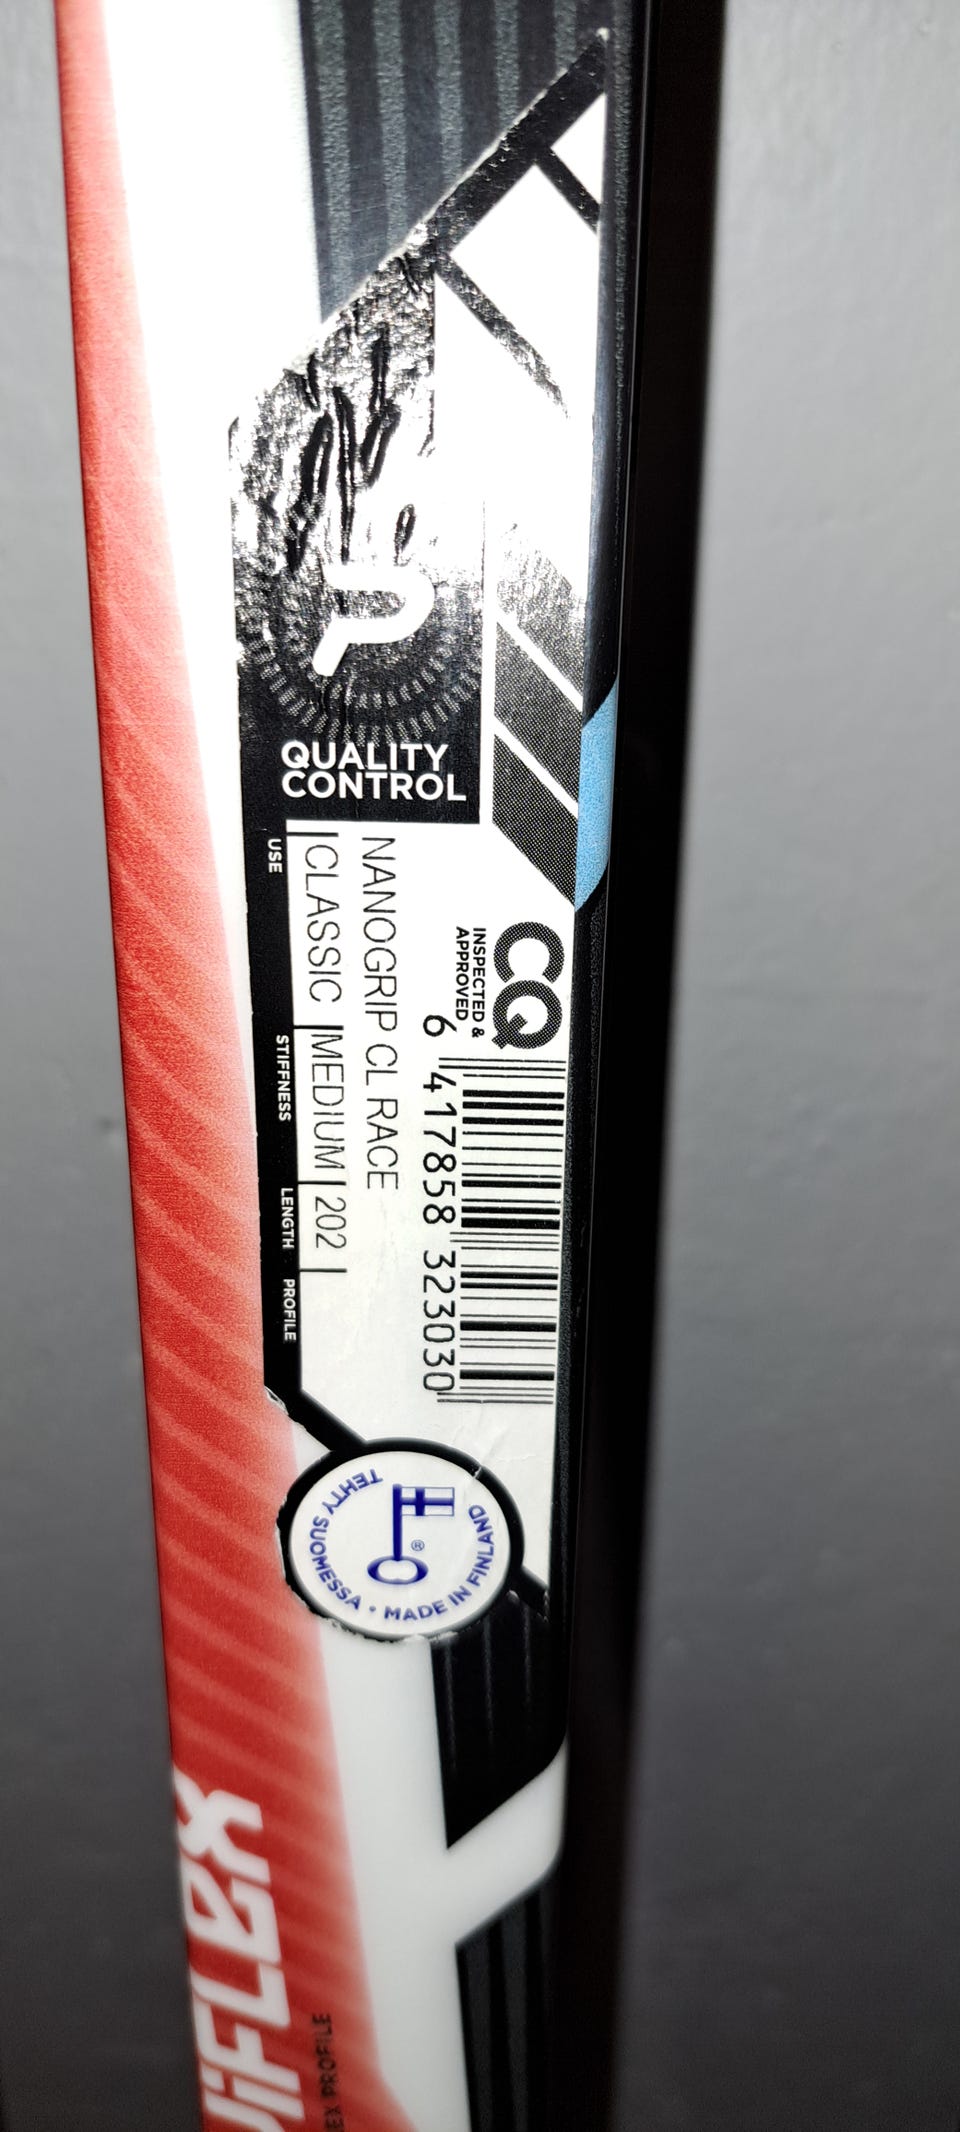 QUALITY
CONTROL
CQ
INSPECTED &
APPROVED
6 417858 323030
NANOGRIP CL RACE
CLASSIC MEDIUM 202
USE STIFFNESS LENGTH PROFILE
TEHTY SUOMESSA • MADE IN FINLAND
®
PROFILE